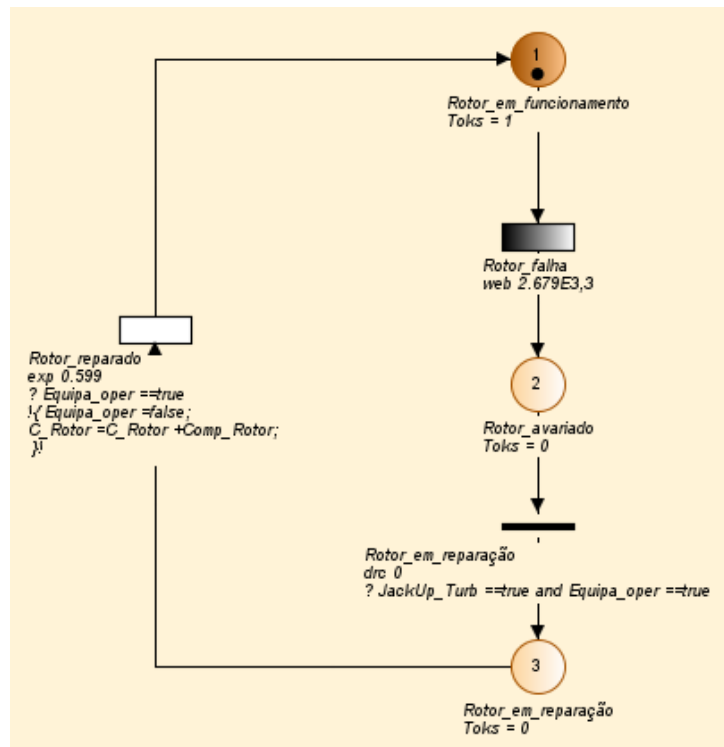 1
Rotor_em_funcionamento
Toks = 1
Rotor_falha
web 2.679E3,3
2
Rotor_avariado
Toks = 0
Rotor_em_reparação
drc 0
? JackUp_Turb ==true and Equipa_oper ==true
3
Rotor_em_reparação
Toks = 0
Rotor_reparado
exp 0.599
? Equipa_oper ==true
!{ Equipa_oper =false;
C_Rotor =C_Rotor +Comp_Rotor;
}!